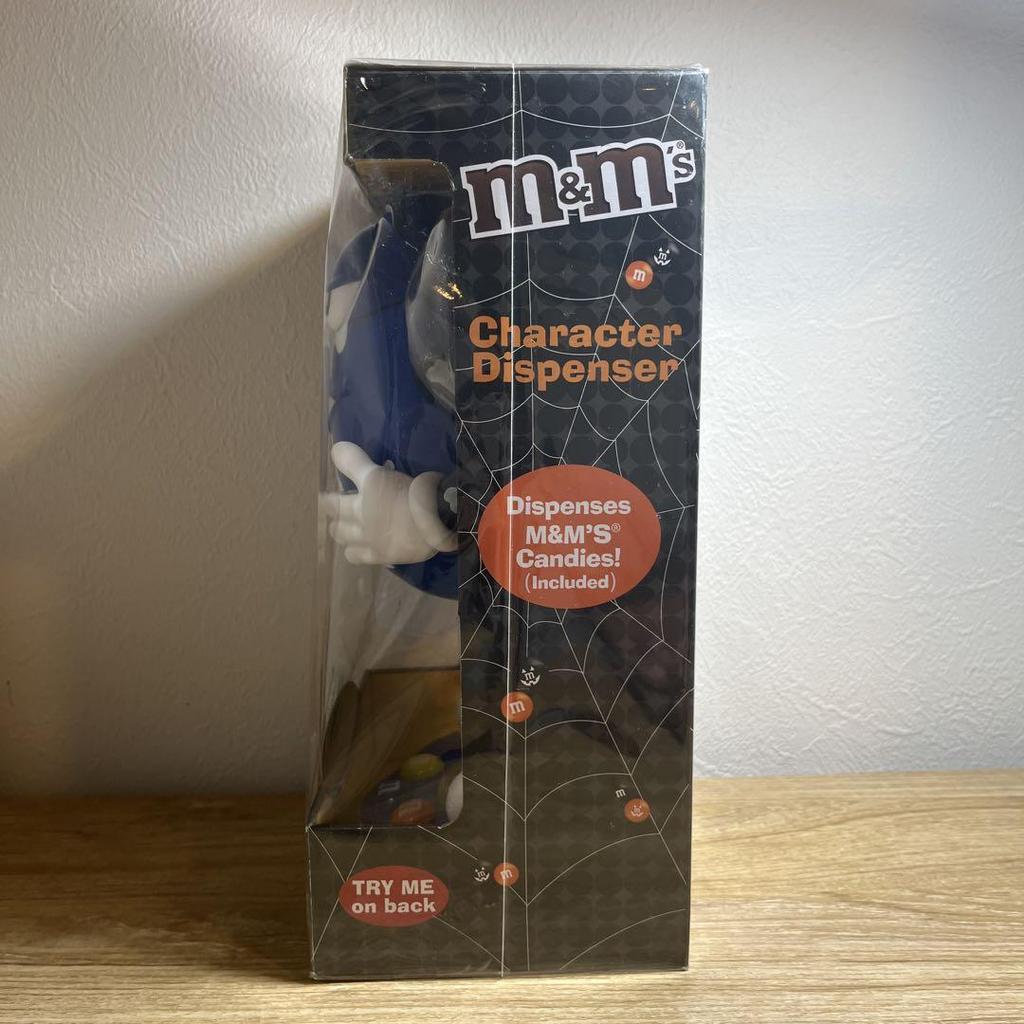 m&m's®
m
m
Character
Dispenser
Dispenses
M&M'S®
Candies!
(Included)
m
m
m
m
m
m
TRY ME
on back